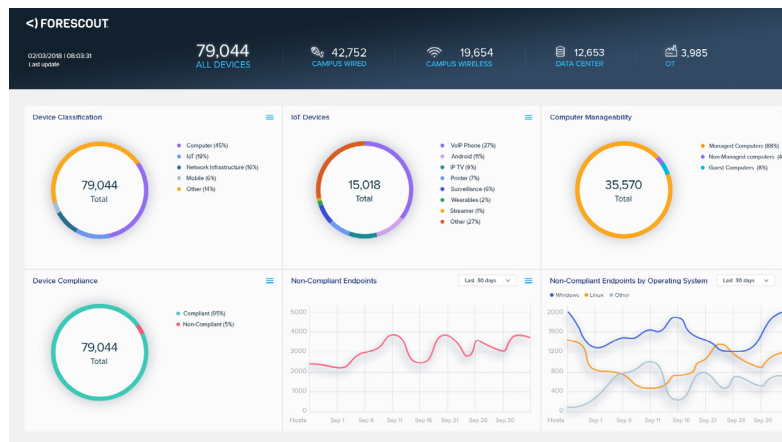 <) FORESCOUT.
02/03/2018 | 08:03:31
Last update
79,044
ALL DEVICES
42,752
CAMPUS WIRED
19,654
CAMPUS WIRELESS
12,653
DATA CENTER
3,985
OT
Device Classification
79,044
Total
Computer (45%)
IoT (19%)
Network Infrastructure (16%)
Mobile (6%)
Other (14%)
IoT Devices
15,018
Total
VoIP Phone (37%)
Android (11%)
IP TV (9%)
Printer (7%)
Surveillance (6%)
Wearables (2%)
Streamer (1%)
Other (27%)
Computer Manageability
35,570
Total
Managed Computers (88%)
Non-Managed computers (4
Guest Computers (8%)
Device Compliance
79,044
Total
Compliant (95%)
Non-Compliant (5%)
Non-Compliant Endpoints
Last 30 days
5000
4000
3000
2000
1000
0
Hosts
Sep 1 Sep 6 Sep 11 Sep 16 Sep 21 Sep 26 Sep 30
Non-Compliant Endpoints by Operating System
Last 30 days
Windows Linux Other
2000
1600
1200
800
400
0
Hosts
Sep 1 Sep 6 Sep 11 Sep 16 Sep 21 Sep 26 Sep 30